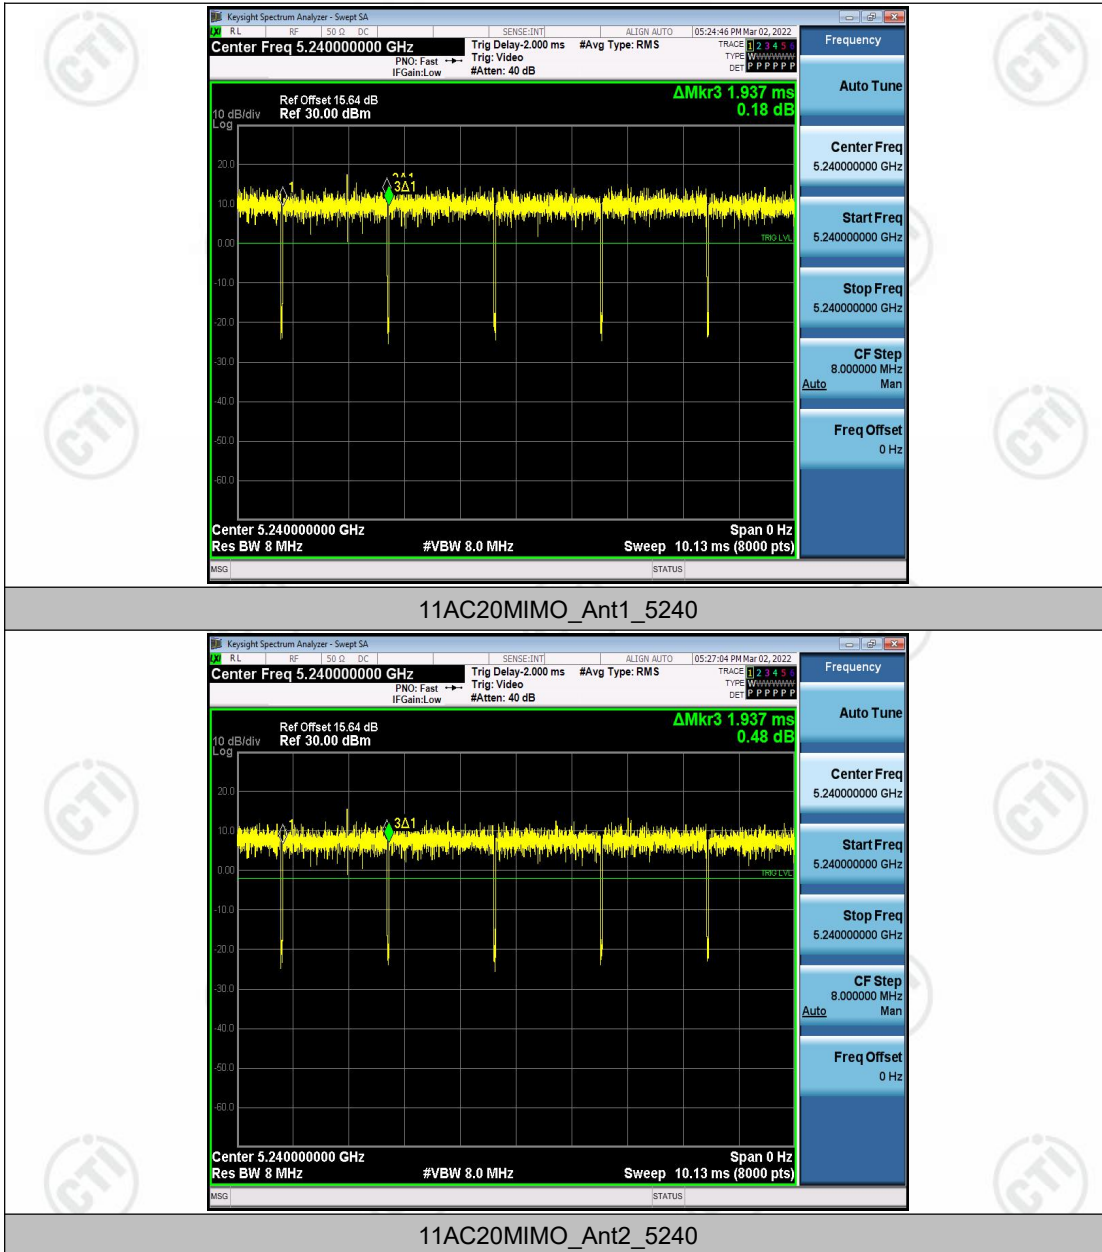 Keysight Spectrum Analyzer - Swept SA
LXI RL RF 50 Ω DC SENSE:INT ALIGN AUTO 05:24:46 PM Mar 02, 2022
Center Freq 5.240000000 GHz Trig Delay-2.000 ms #Avg Type: RMS TRACE 1 2 3 4 5 6
PNO: Fast Trig: Video TYPE W
IFGain:Low #Atten: 40 dB DET P P P P P P
Frequency
ΔMkr3 1.937 ms
0.18 dB
Ref Offset 15.64 dB
10 dB/div Ref 30.00 dBm
Log
20.0
10.0
0.00
-10.0
-20.0
-30.0
-40.0
-50.0
-60.0
1
3Δ1
TRIG LVL
Center 5.240000000 GHz Span 0 Hz
Res BW 8 MHz #VBW 8.0 MHz Sweep 10.13 ms (8000 pts)
MSG STATUS
Auto Tune
Center Freq
5.240000000 GHz
Start Freq
5.240000000 GHz
Stop Freq
5.240000000 GHz
CF Step
8.000000 MHz
Auto Man
Freq Offset
0 Hz
11AC20MIMO_Ant1_5240
Keysight Spectrum Analyzer - Swept SA
LXI RL RF 50 Ω DC SENSE:INT ALIGN AUTO 05:27:04 PM Mar 02, 2022
Center Freq 5.240000000 GHz Trig Delay-2.000 ms #Avg Type: RMS TRACE 1 2 3 4 5 6
PNO: Fast Trig: Video TYPE W
IFGain:Low #Atten: 40 dB DET P P P P P P
Frequency
ΔMkr3 1.937 ms
0.48 dB
Ref Offset 15.64 dB
10 dB/div Ref 30.00 dBm
Log
20.0
10.0
0.00
-10.0
-20.0
-30.0
-40.0
-50.0
-60.0
1
3Δ1
TRIG LVL
Center 5.240000000 GHz Span 0 Hz
Res BW 8 MHz #VBW 8.0 MHz Sweep 10.13 ms (8000 pts)
MSG STATUS
Auto Tune
Center Freq
5.240000000 GHz
Start Freq
5.240000000 GHz
Stop Freq
5.240000000 GHz
CF Step
8.000000 MHz
Auto Man
Freq Offset
0 Hz
11AC20MIMO_Ant2_5240
CTI
CTI
CTI
CTI
CTI
CTI
CTI
CTI